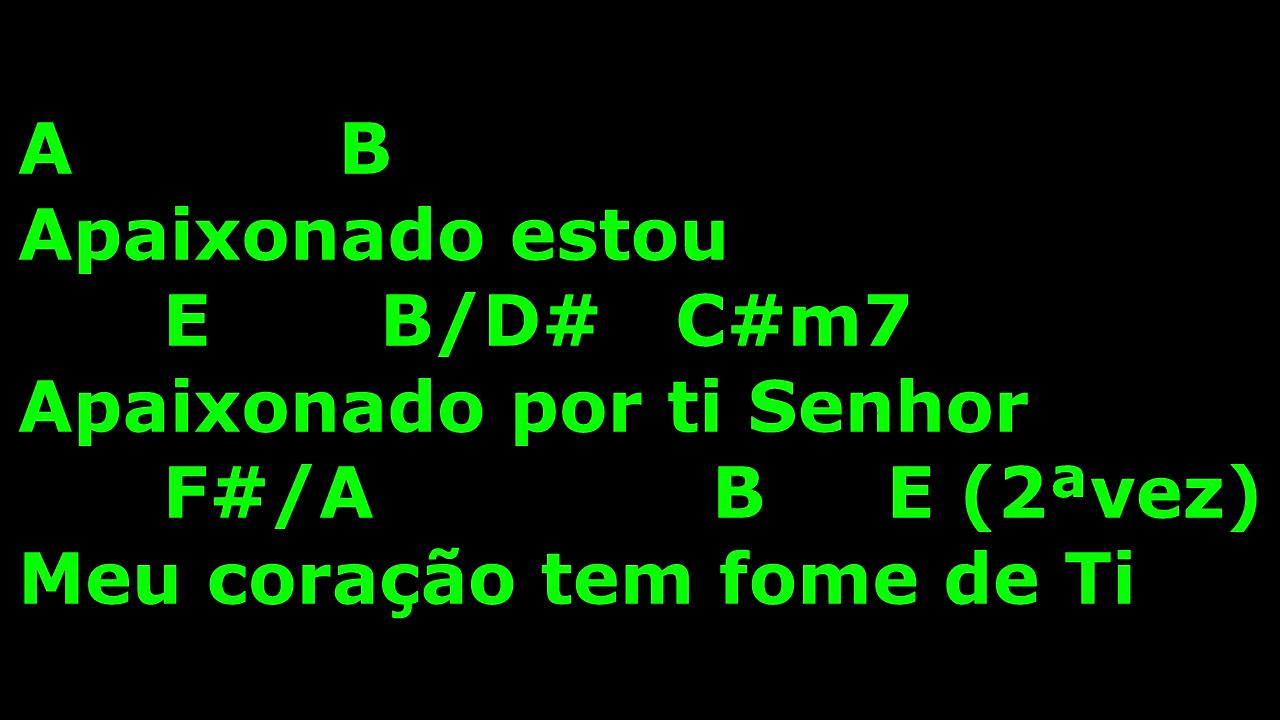 A B
Apaixonado estou
E B/D# C#m7
Apaixonado por ti Senhor
F#/A B E (2ªvez)
Meu coração tem fome de Ti